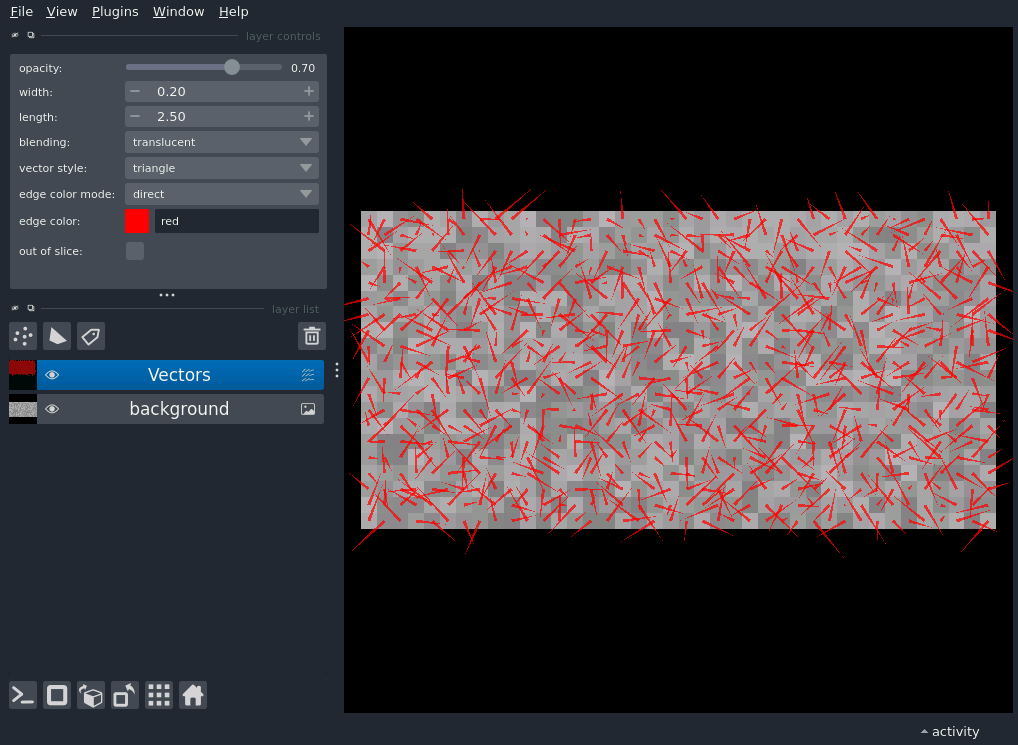 File View Plugins Window Help
layer controls
opacity: 0.70
width: 0.20
length: 2.50
blending: translucent
vector style: triangle
edge color mode: direct
edge color: red
out of slice:
layer list
Vectors
background
activity